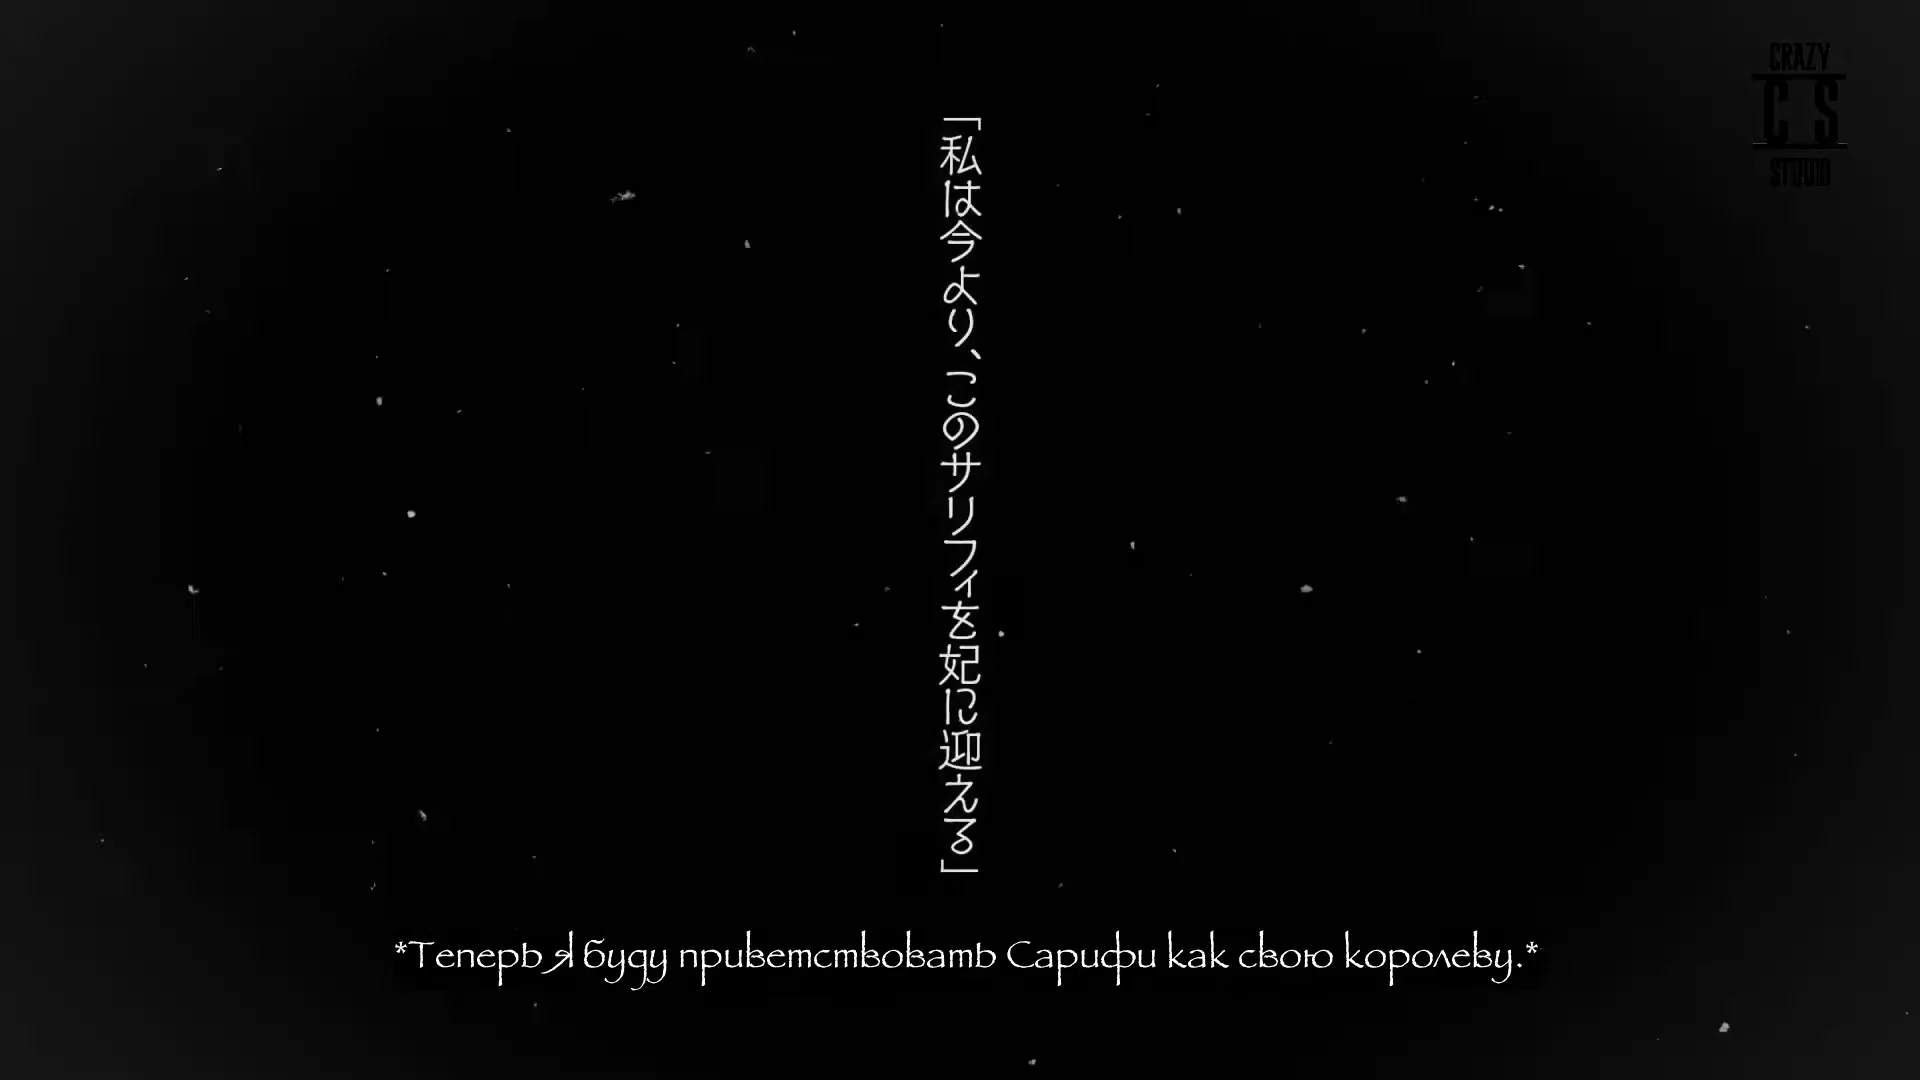 CRAZY
CS
STUDIO
「私は今より、このサリフィを妃に迎える」
*Теперь я буду приветствовать Сарифи как свою королеву.*